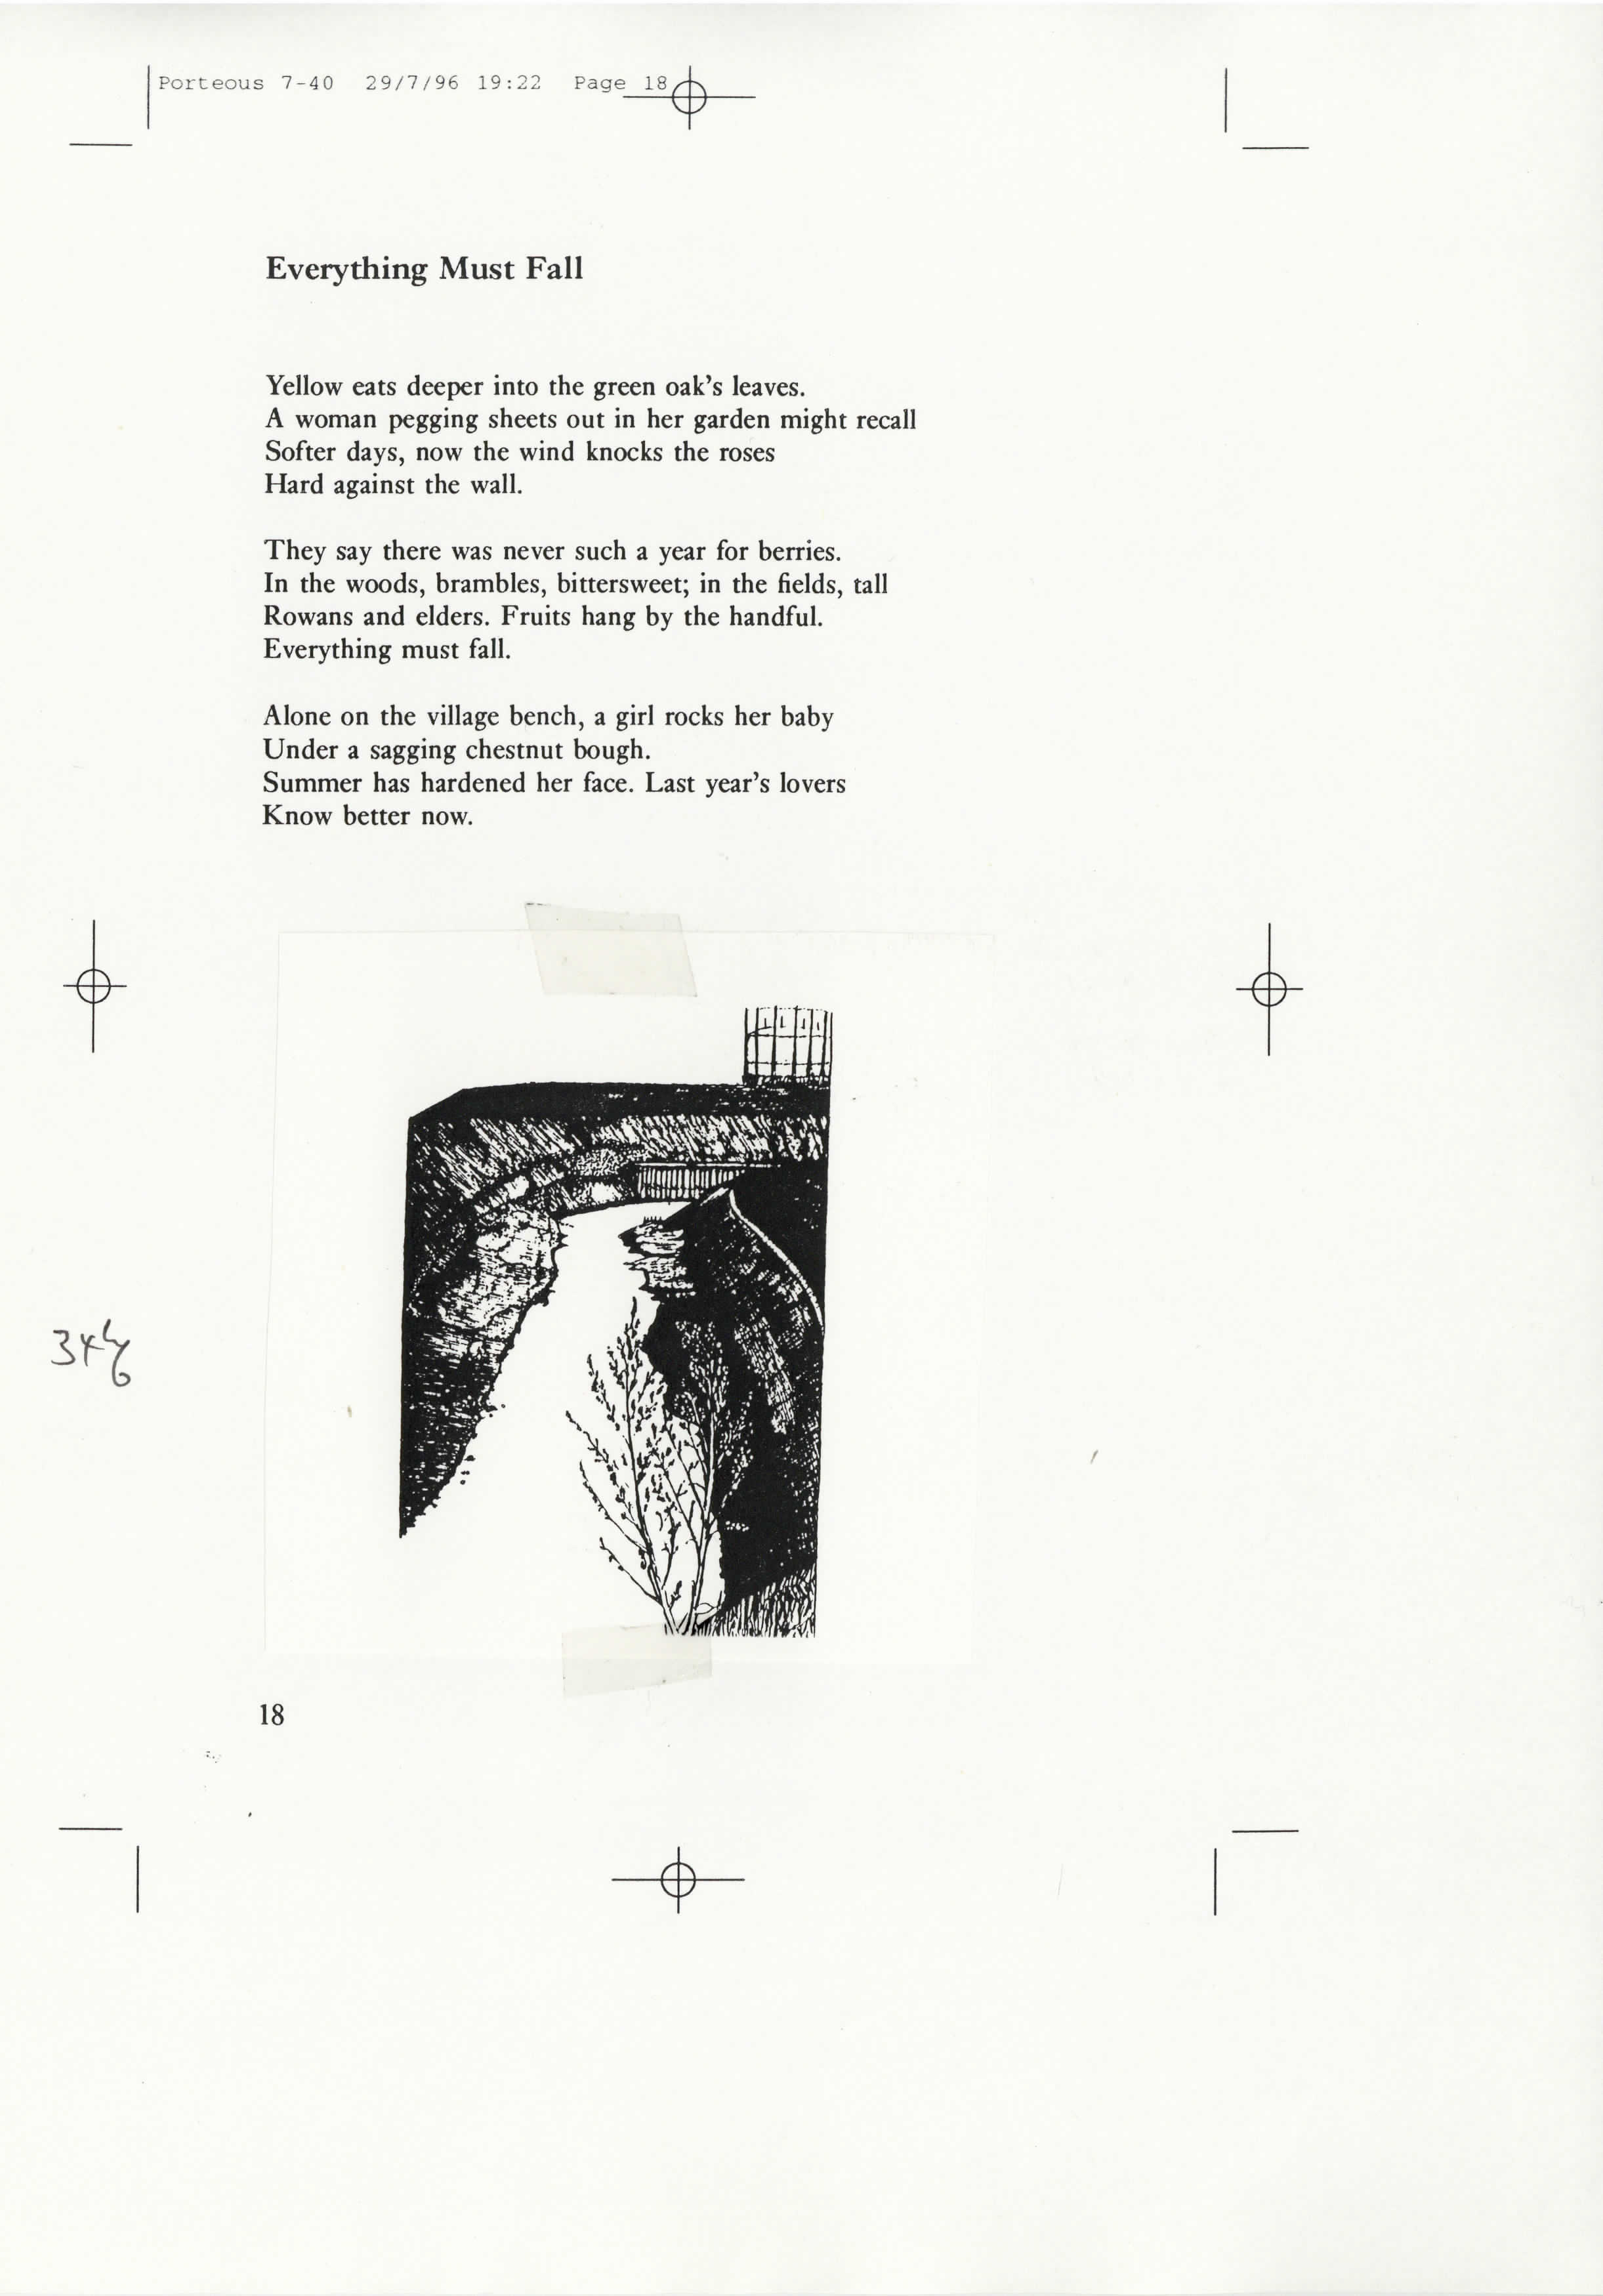 Porteous 7-40 29/7/96 19:22 Page 18
Everything Must Fall
Yellow eats deeper into the green oak's leaves.
A woman pegging sheets out in her garden might recall
Softer days, now the wind knocks the roses
Hard against the wall.
They say there was never such a year for berries.
In the woods, brambles, bittersweet; in the fields, tall
Rowans and elders. Fruits hang by the handful.
Everything must fall.
Alone on the village bench, a girl rocks her baby
Under a sagging chestnut bough.
Summer has hardened her face. Last year's lovers
Know better now.
18